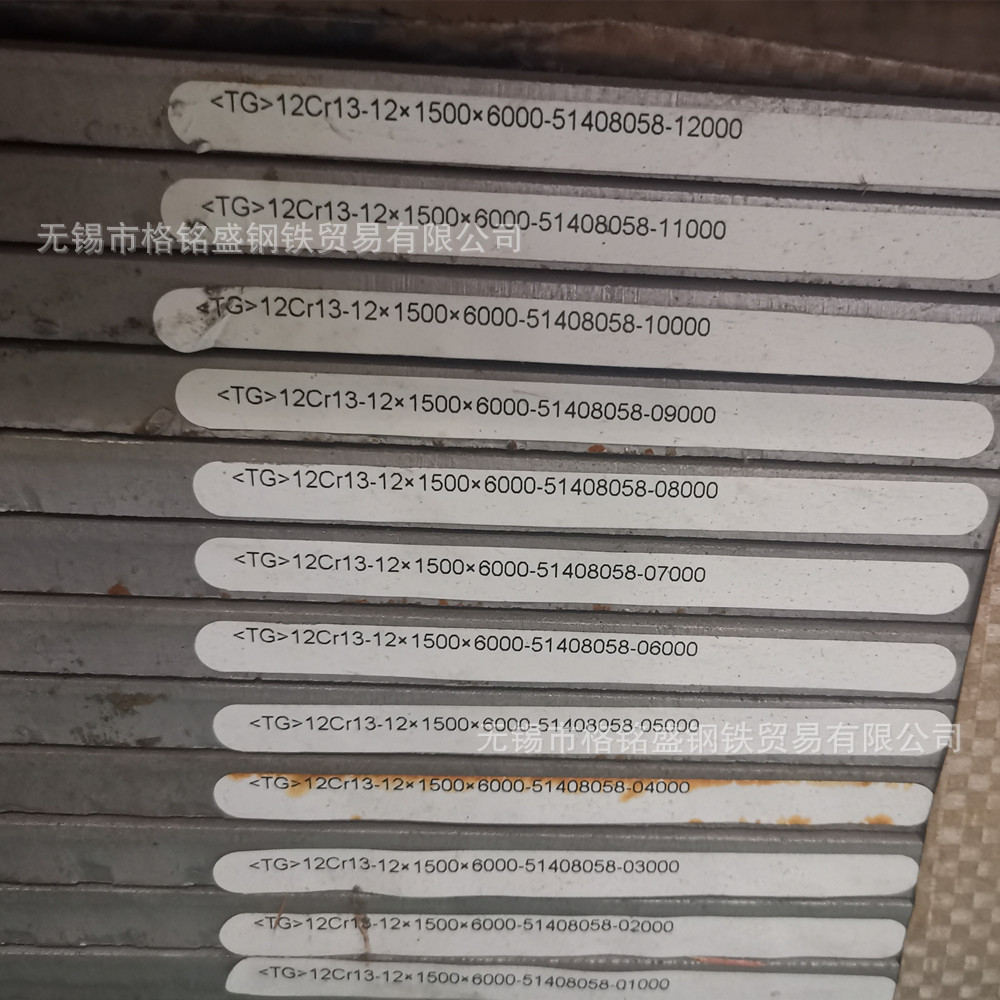 <TG>12Cr13-12×1500×6000-51408058-12000
<TG>12Cr13-12×1500×6000-51408058-11000
无锡市格铭盛钢铁贸易有限公司
<TG>12Cr13-12×1500×6000-51408058-10000
<TG>12Cr13-12×1500×6000-51408058-09000
<TG>12Cr13-12×1500×6000-51408058-08000
<TG>12Cr13-12×1500×6000-51408058-07000
<TG>12Cr13-12×1500×6000-51408058-06000
<TG>12Cr13-12×1500×6000-51408058-05000
无锡市格铭盛钢铁贸易有限公司
<TG>12Cr13-12×1500×6000-51408058-04000
<TG>12Cr13-12×1500×6000-51408058-03000
<TG>12Cr13-12×1500×6000-51408058-02000
<TG>12Cr13-12×1500×6000-51408058-01000